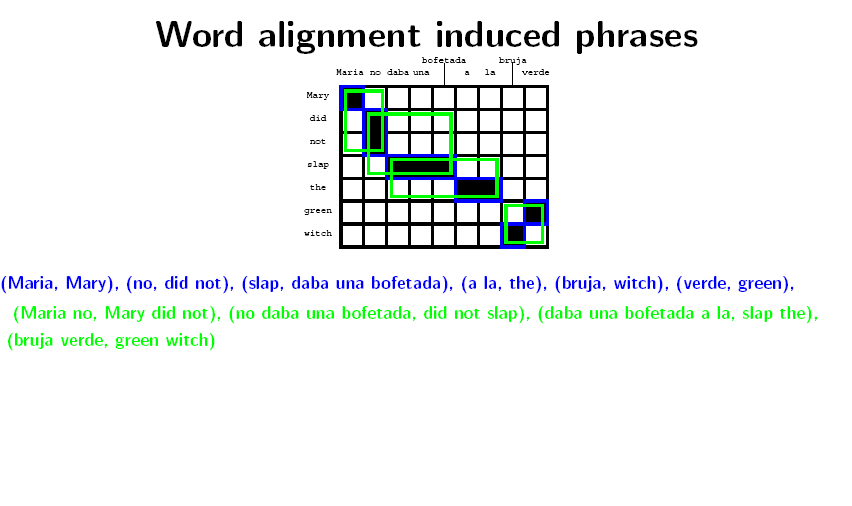 Word alignment induced phrases
bofetada bruja
Maria no daba una a la verde
Mary
did
not
slap
the
green
witch
(Maria, Mary), (no, did not), (slap, daba una bofetada), (a la, the), (bruja, witch), (verde, green),
(Maria no, Mary did not), (no daba una bofetada, did not slap), (daba una bofetada a la, slap the),
(bruja verde, green witch)